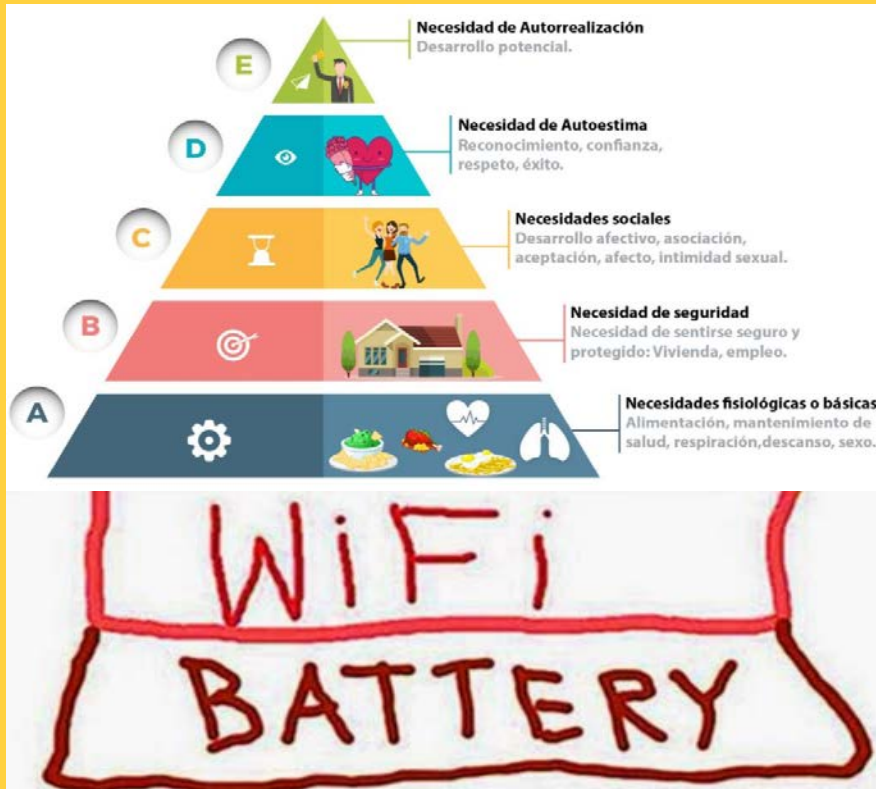 E
Necesidad de Autorrealización
Desarrollo potencial.
D
Necesidad de Autoestima
Reconocimiento, confianza,
respeto, éxito.
C
Necesidades sociales
Desarrollo afectivo, asociación,
aceptación, afecto, intimidad sexual.
B
Necesidad de seguridad
Necesidad de sentirse seguro y
protegido: Vivienda, empleo.
A
Necesidades fisiológicas o básicas
Alimentación, mantenimiento de
salud, respiración,descanso, sexo.
WiFi
BATTERY